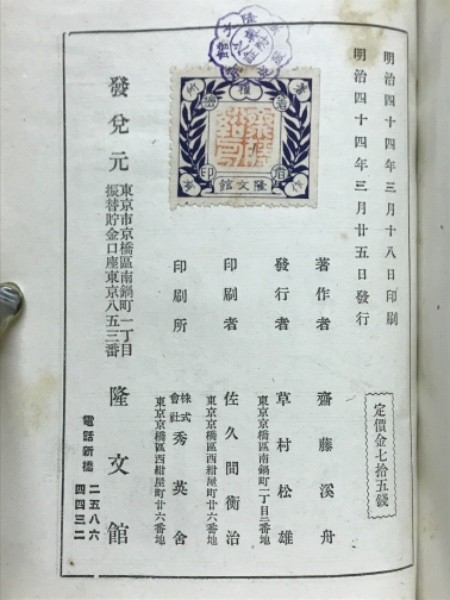 明治四十四年三月十八日印刷
明治四十四年三月廿五日發行
定價金七拾五錢
著作者 齋藤溪舟
發行者 草村松雄
東京京橋區南鍋町一丁目二番地
印刷者 佐久間衡治
東京京橋區西紺屋町廿六番地
印刷所 株式會社 秀英舍
東京京橋區西紺屋町廿六番地
隆文館
發兌元 隆文館
東京市京橋區南鍋町一丁目
振替貯金口座東京八五三番
電話新橋 二五八六
四四三二